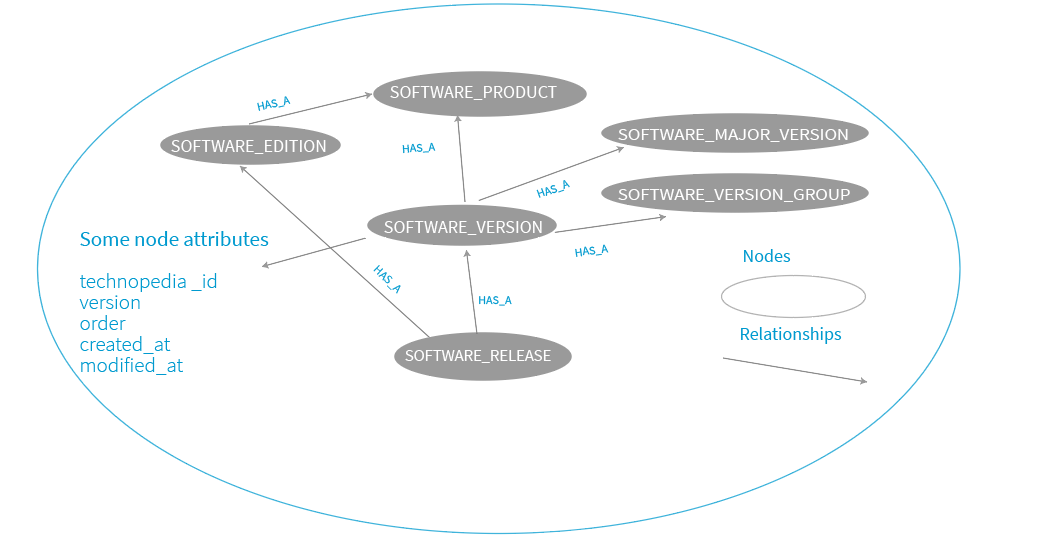 SOFTWARE_PRODUCT
HAS_A
SOFTWARE_MAJOR_VERSION
SOFTWARE_EDITION
HAS_A
HAS_A
SOFTWARE_VERSION_GROUP
SOFTWARE_VERSION
Some node attributes
HAS_A
Nodes
technopedia _id
HAS_A
version
HAS_A
order
Relationships
created_at
SOFTWARE_RELEASE
modified_at